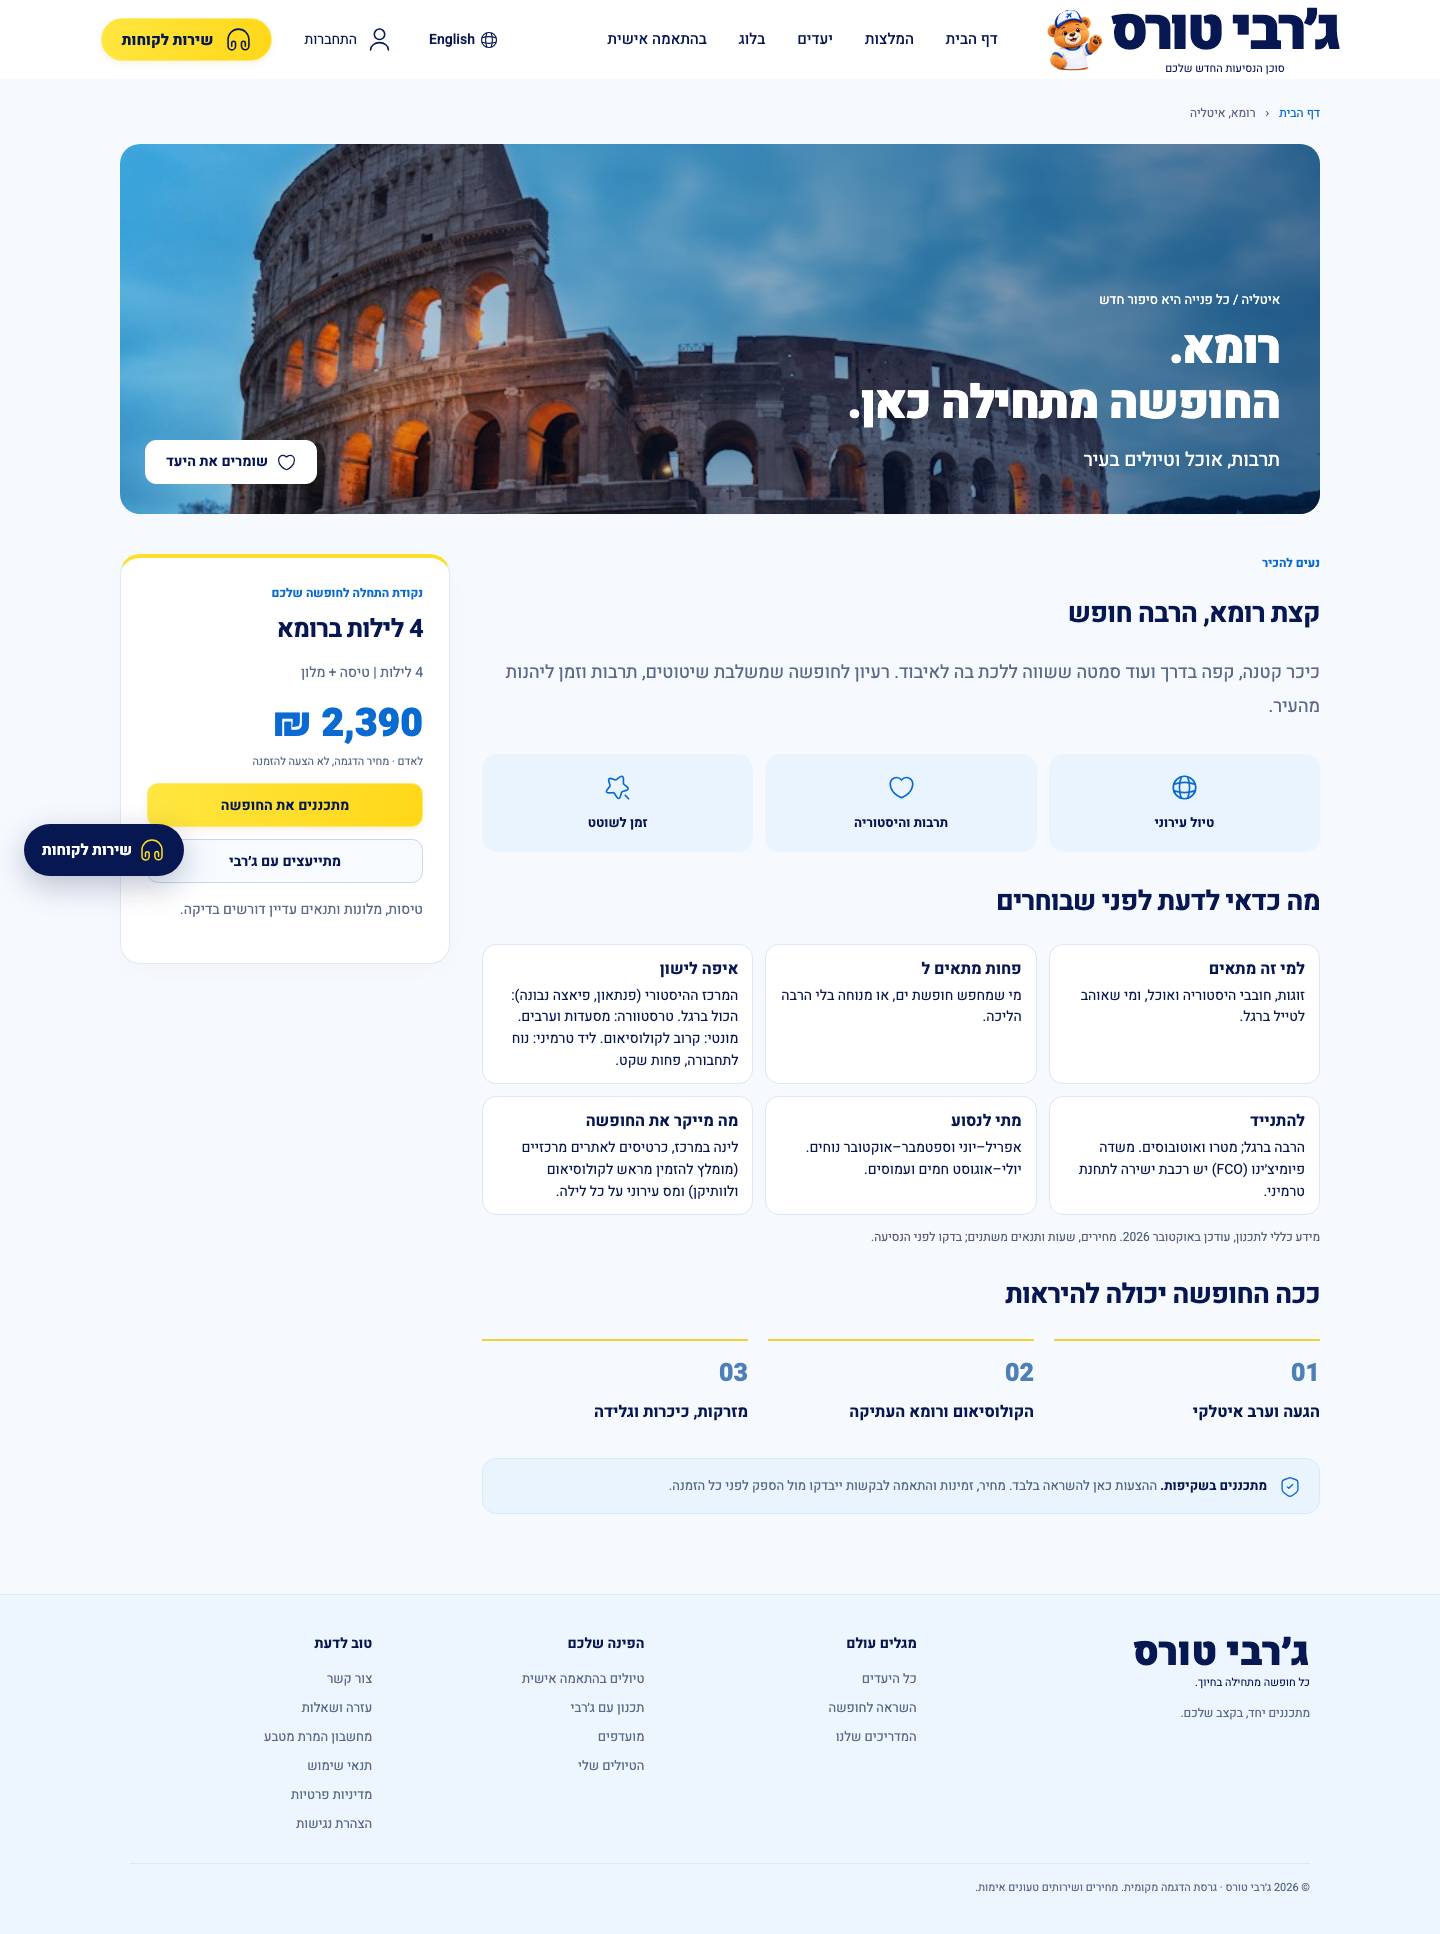 ג׳רבי טורס
סוכן הנסיעות החדש שלכם
דף הבית
המלצות
יעדים
בלוג
בהתאמה אישית
English
התחברות
שירות לקוחות
דף הבית ‹ רומא, איטליה
איטליה / כל פנייה היא סיפור חדש
רומא.
החופשה מתחילה כאן.
תרבות, אוכל וטיולים בעיר
שומרים את היעד
נעים להכיר
קצת רומא, הרבה חופש
כיכר קטנה, קפה בדרך ועוד סמטה ששווה ללכת בה לאיבוד. רעיון לחופשה שמשלבת שיטוטים, תרבות וזמן ליהנות
מהעיר.
טיול עירוני
תרבות והיסטוריה
זמן לשוטט
מה כדאי לדעת לפני שבוחרים
למי זה מתאים
זוגות, חובבי היסטוריה ואוכל, ומי שאוהב
לטייל ברגל.
פחות מתאים ל
מי שמחפש חופשת ים, או מנוחה בלי הרבה
הליכה.
איפה לישון
המרכז ההיסטורי (פנתאון, פיאצה נבונה):
הכול ברגל. טרסטוורה: מסעדות וערבים.
מונטי: קרוב לקולוסיאום. ליד טרמיני: נוח
לתחבורה, פחות שקט.
להתנייד
הרבה ברגל; מטרו ואוטובוסים. משדה
פיומיצ׳ינו (FCO) יש רכבת ישירה לתחנת
טרמיני.
מתי לנסוע
אפריל–יוני וספטמבר–אוקטובר נוחים.
יולי–אוגוסט חמים ועמוסים.
מה מייקר את החופשה
לינה במרכז, כרטיסים לאתרים מרכזיים
(מומלץ להזמין מראש לקולוסיאום
ולוותיקן) ומס עירוני על כל לילה.
מידע כללי לתכנון, עודכן באוקטובר 2026. מחירים, שעות ותנאים משתנים; בדקו לפני הנסיעה.
ככה החופשה יכולה להיראות
01
הגעה וערב איטלקי
02
הקולוסיאום ורומא העתיקה
03
מזרקות, כיכרות וגלידה
מתכננים בשקיפות. ההצעות כאן להשראה בלבד. מחיר, זמינות והתאמה לבקשות ייבדקו מול הספק לפני כל הזמנה.
נקודת התחלה לחופשה שלכם
4 לילות ברומא
4 לילות | טיסה + מלון
2,390 ₪
לאדם · מחיר הדגמה, לא הצעה להזמנה
מתכננים את החופשה
מתייעצים עם ג׳רבי
טיסות, מלונות ותנאים עדיין דורשים בדיקה.
שירות לקוחות
ג׳רבי טורס
כל חופשה מתחילה בחיוך.
מתכננים יחד, בקצב שלכם.
מגלים עולם
כל היעדים
השראה לחופשה
המדריכים שלנו
הפינה שלכם
טיולים בהתאמה אישית
תכנון עם ג׳רבי
מועדפים
הטיולים שלי
טוב לדעת
צור קשר
עזרה ושאלות
מחשבון המרת מטבע
תנאי שימוש
מדיניות פרטיות
הצהרת נגישות
© 2026 ג׳רבי טורס · גרסת הדגמה מקומית. מחירים ושירותים טעונים אימות.